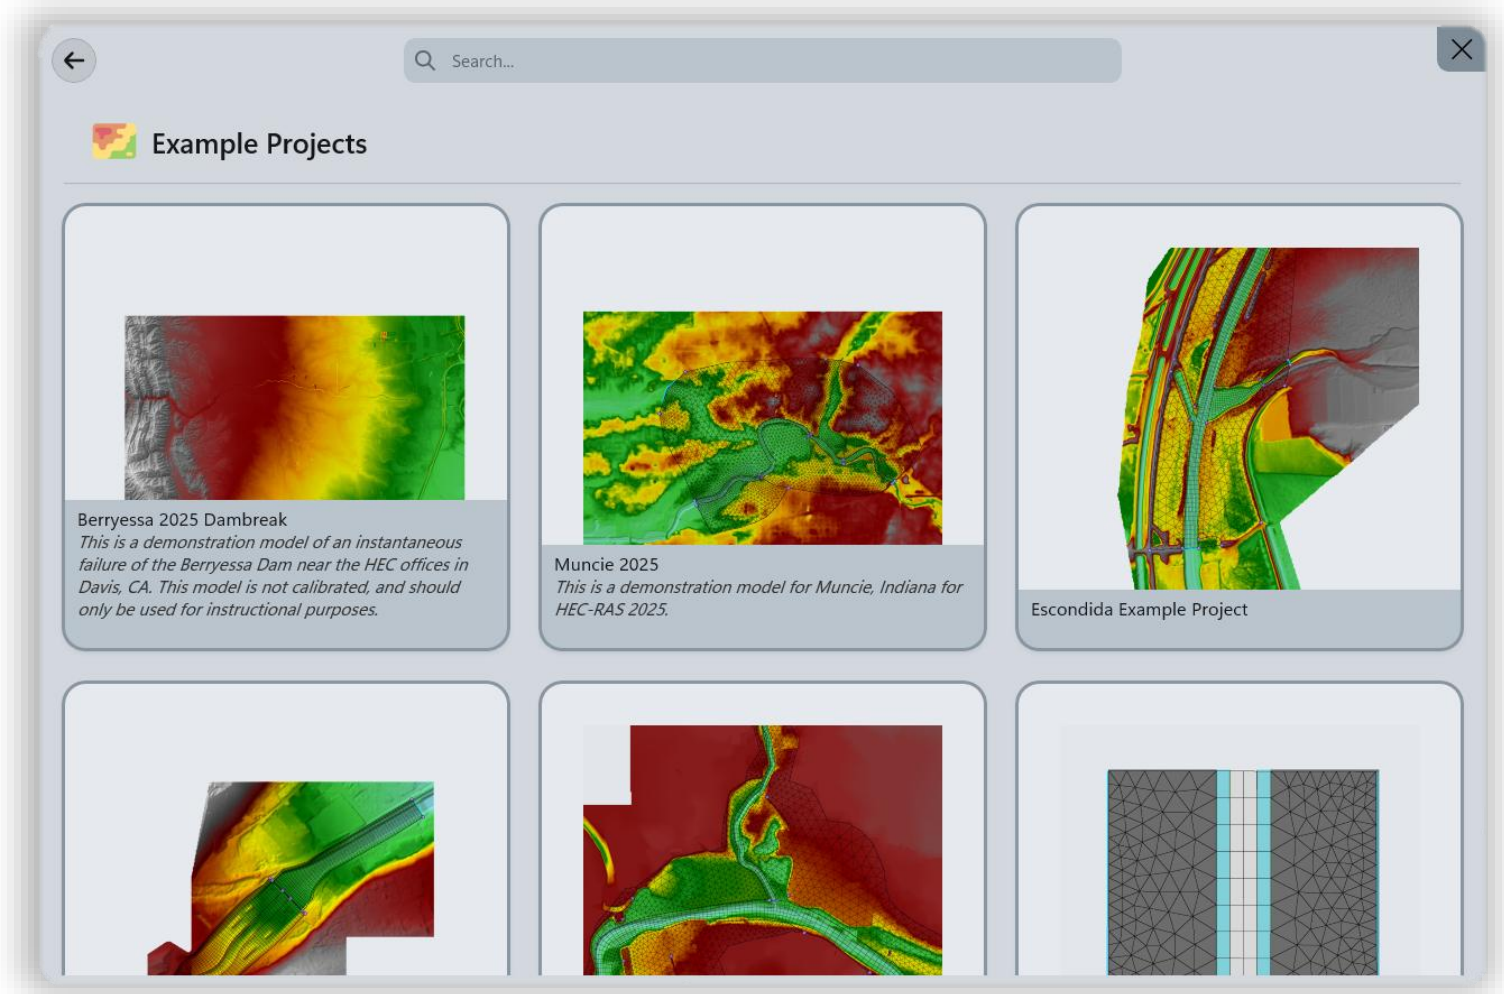 Search...
Example Projects
Berryessa 2025 Dambreak
This is a demonstration model of an instantaneous
failure of the Berryessa Dam near the HEC offices in
Davis, CA. This model is not calibrated, and should
only be used for instructional purposes.
Muncie 2025
This is a demonstration model for Muncie, Indiana for
HEC-RAS 2025.
Escondida Example Project